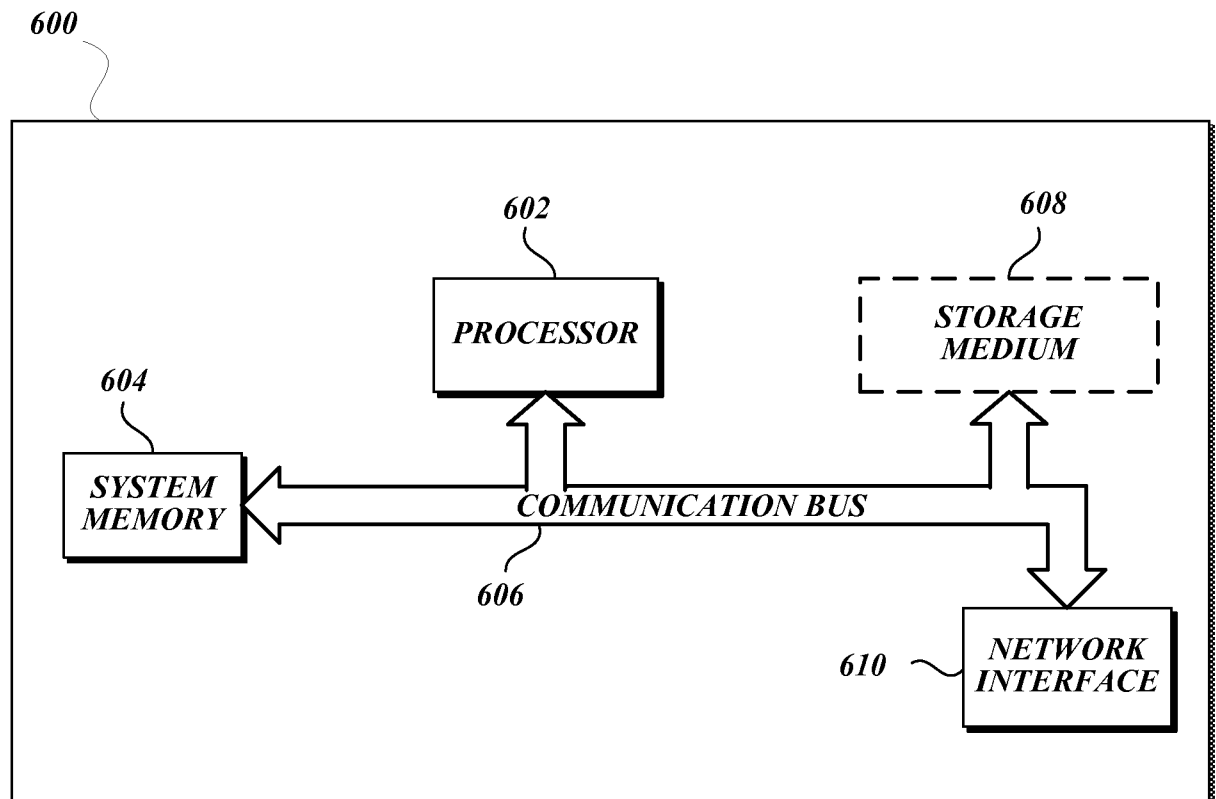 600
602
608
PROCESSOR
STORAGE
MEDIUM
604
SYSTEM
MEMORY
COMMUNICATION BUS
606
610
NETWORK
INTERFACE